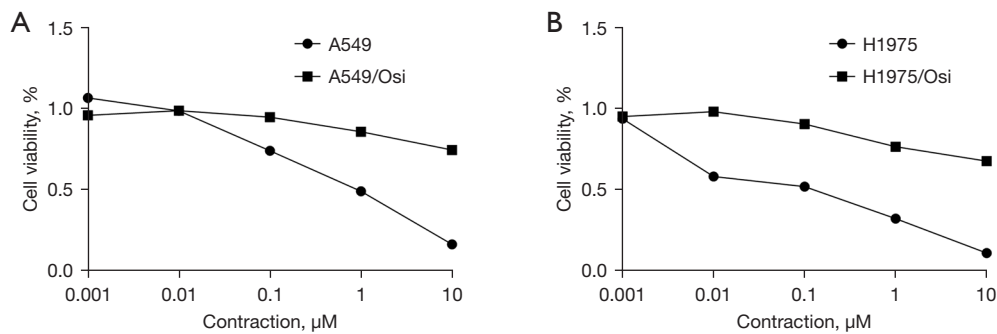 A
1.5
1.0
0.5
0.0
Cell viability, %
A549
A549/Osi
0.001 0.01 0.1 1 10
Contraction, μM
B
1.5
1.0
0.5
0.0
Cell viability, %
H1975
H1975/Osi
0.001 0.01 0.1 1 10
Contraction, μM